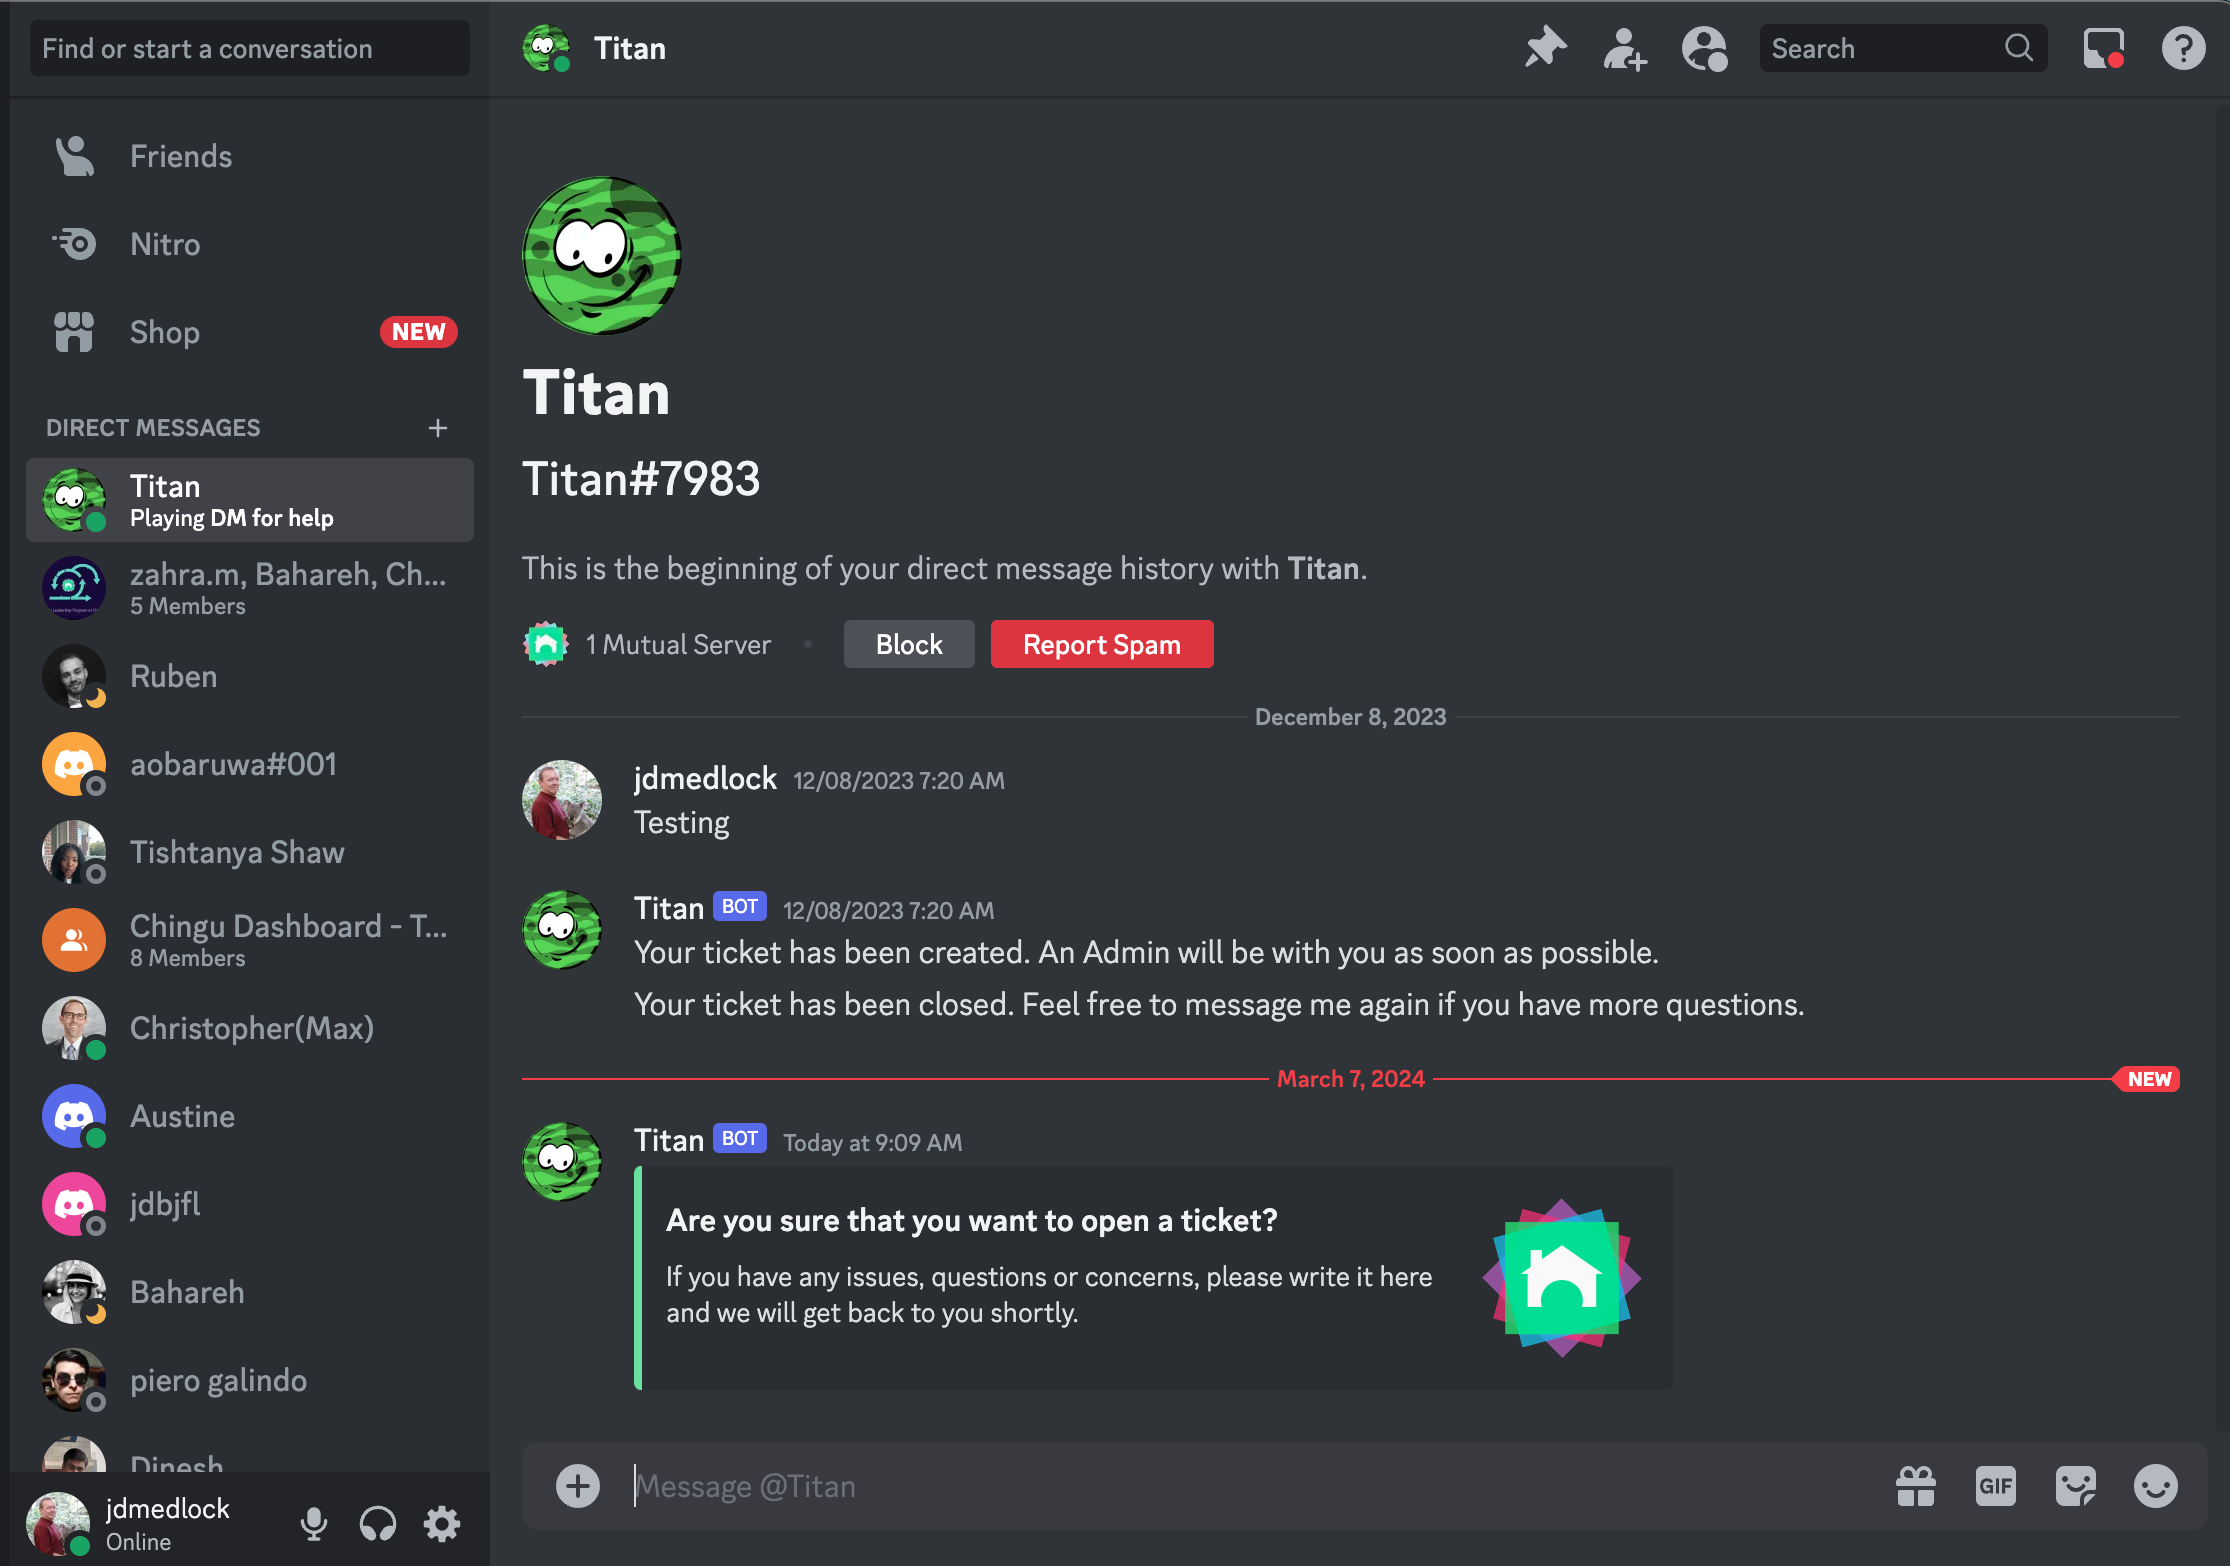 Find or start a conversation
Friends
Nitro
Shop
NEW
DIRECT MESSAGES
Titan
Playing DM for help
zahra.m, Bahareh, Ch...
5 Members
Ruben
aobaruwa#001
Tishtanya Shaw
Chingu Dashboard - T...
8 Members
Christopher(Max)
Austine
jdbjfl
Bahareh
piero galindo
Dinesh
jdmedlock
Online
Titan
Search
Titan
Titan#7983
This is the beginning of your direct message history with Titan.
1 Mutual Server
Block
Report Spam
December 8, 2023
jdmedlock 12/08/2023 7:20 AM
Testing
Titan BOT 12/08/2023 7:20 AM
Your ticket has been created. An Admin will be with you as soon as possible.
Your ticket has been closed. Feel free to message me again if you have more questions.
March 7, 2024
NEW
Titan BOT Today at 9:09 AM
Are you sure that you want to open a ticket?
If you have any issues, questions or concerns, please write it here
and we will get back to you shortly.
Message @Titan
GIF